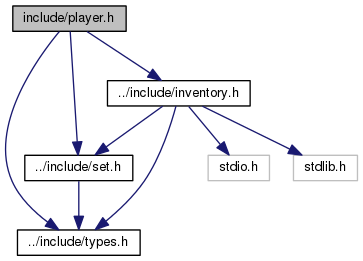 include/player.h
../include/inventory.h
../include/set.h
stdio.h
stdlib.h
../include/types.h